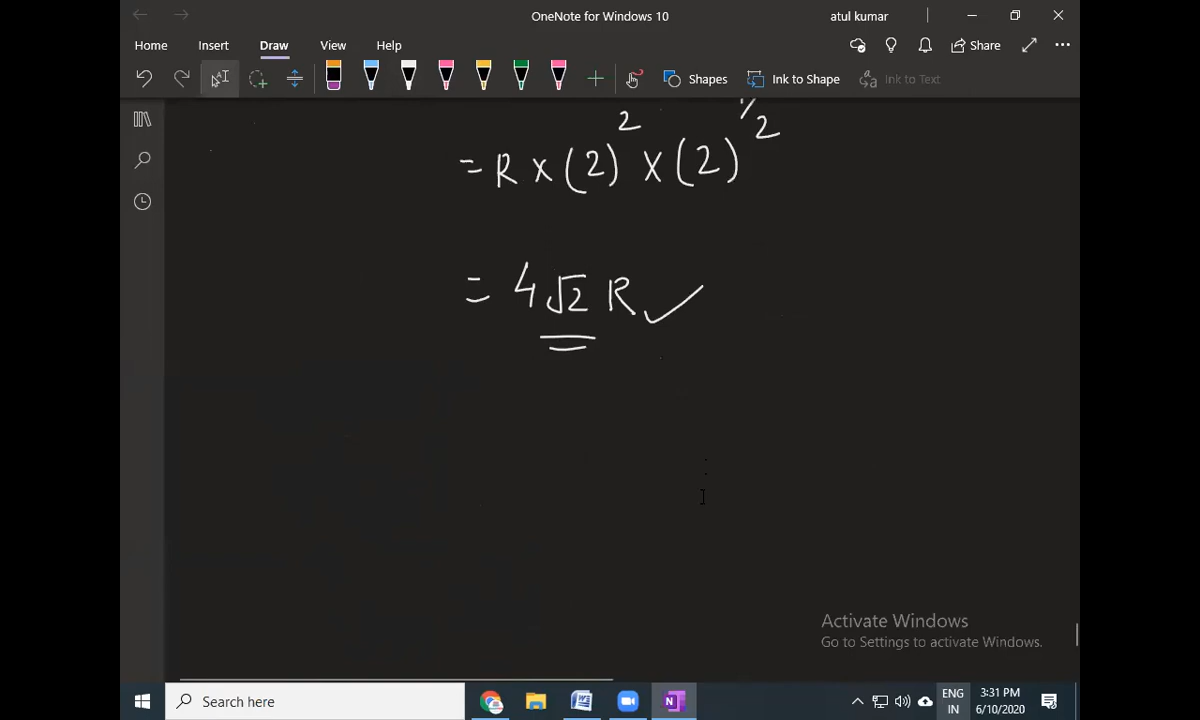 OneNote for Windows 10
atul kumar
Home Insert Draw View Help
Share
Shapes
Ink to Shape
Ink to Text
= R × (2)^2 × (2)^1/2
= 4√2 R ✓
Activate Windows
Go to Settings to activate Windows.
Search here
ENG
IN
3:31 PM
6/10/2020